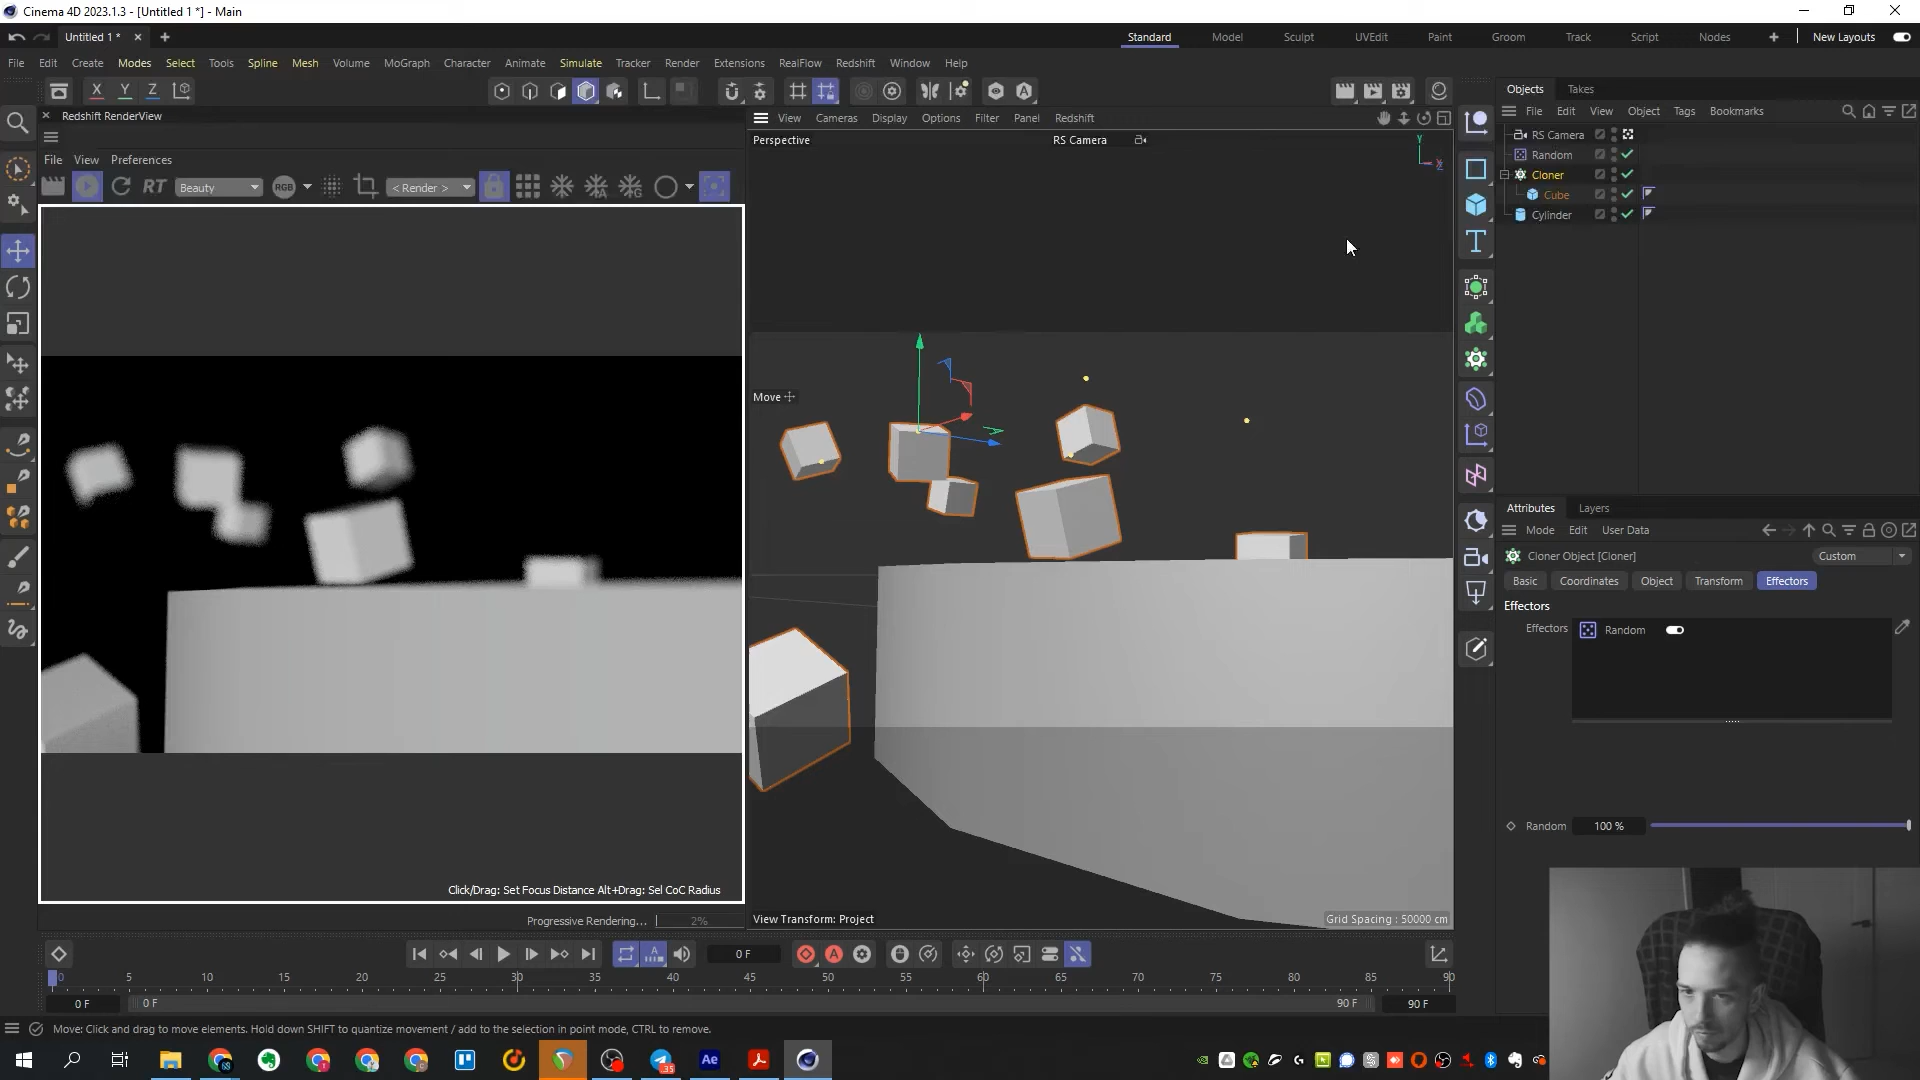 Cinema 4D 2023.1.3 - [Untitled 1 *] - Main
Untitled 1 *
Standard Model Sculpt UVEdit Paint Groom Track Script Nodes New Layouts
File Edit Create Modes Select Tools Spline Mesh Volume MoGraph Character Animate Simulate Tracker Render Extensions RealFlow Redshift Window Help
X Y Z
Objects Takes
Redshift RenderView
View Cameras Display Options Filter Panel Redshift
File Edit View Object Tags Bookmarks
File View Preferences
Perspective
RS Camera
Y
RS Camera
Random
Cloner
Cube
Cylinder
RT Beauty RGB < Render >
Move
Attributes Layers
Mode Edit User Data
Cloner Object [Cloner] Custom
Basic Coordinates Object Transform Effectors
Effectors
Effectors Random
Random 100 %
Click/Drag: Set Focus Distance Alt+Drag: Sel CoC Radius
Progressive Rendering... 2%
View Transform: Project
Grid Spacing : 50000 cm
0 F
0 5 10 15 20 25 30 35 40 45 50 55 60 65 70 75 80 85 90
0 F 0 F 90 F 90 F
Move: Click and drag to move elements. Hold down SHIFT to quantize movement / add to the selection in point mode, CTRL to remove.
Ae